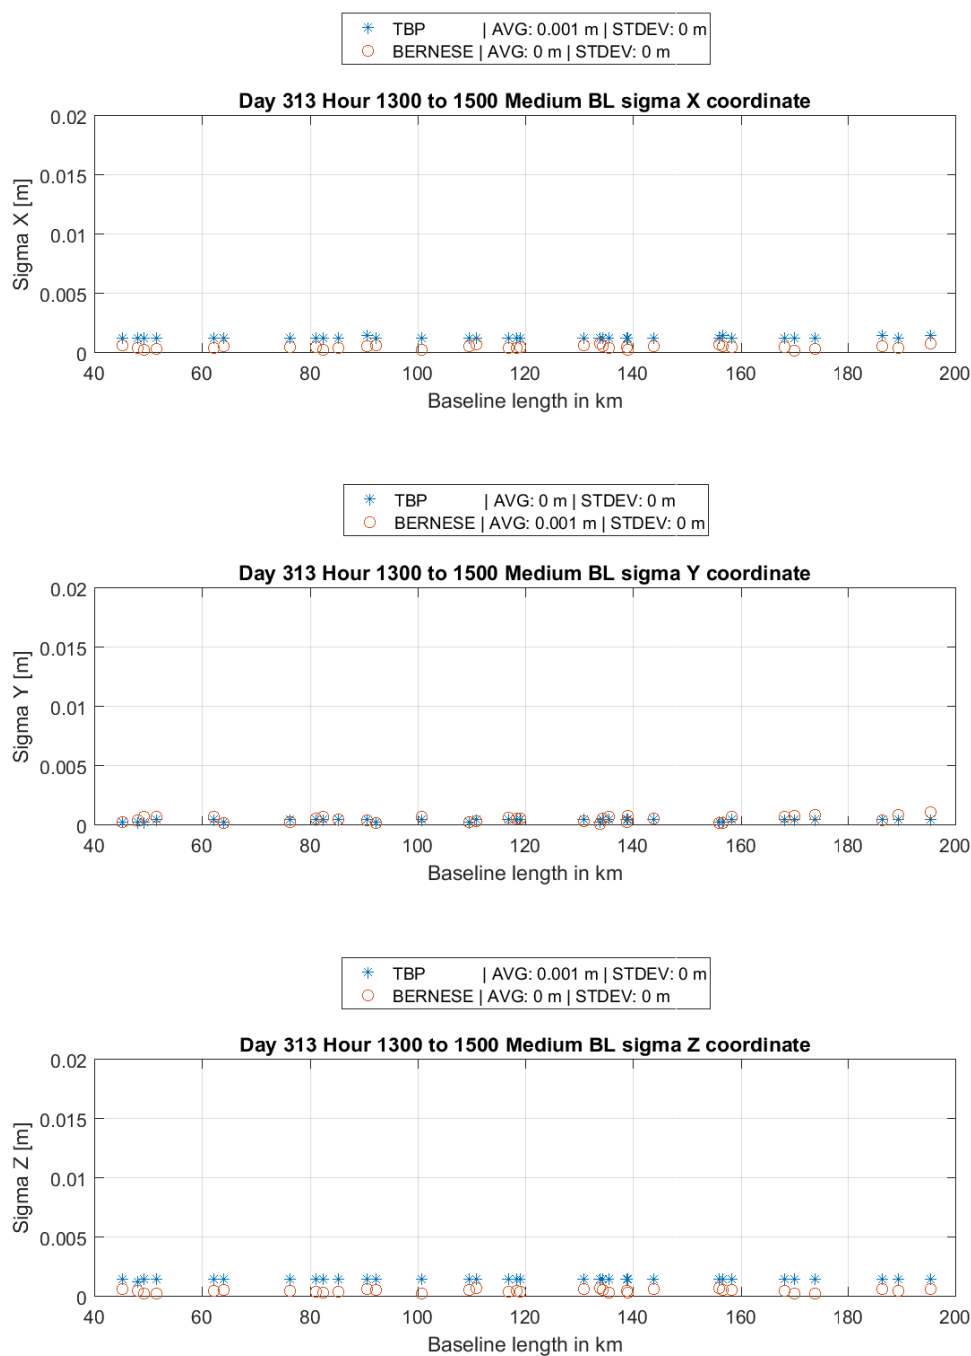 TBP | AVG: 0.001 m | STDEV: 0 m
BERNESE | AVG: 0 m | STDEV: 0 m
Day 313 Hour 1300 to 1500 Medium BL sigma X coordinate
0.02
0.015
0.01
0.005
0
Sigma X [m]
40 60 80 100 120 140 160 180 200
Baseline length in km
TBP | AVG: 0 m | STDEV: 0 m
BERNESE | AVG: 0.001 m | STDEV: 0 m
Day 313 Hour 1300 to 1500 Medium BL sigma Y coordinate
0.02
0.015
0.01
0.005
0
Sigma Y [m]
40 60 80 100 120 140 160 180 200
Baseline length in km
TBP | AVG: 0.001 m | STDEV: 0 m
BERNESE | AVG: 0 m | STDEV: 0 m
Day 313 Hour 1300 to 1500 Medium BL sigma Z coordinate
0.02
0.015
0.01
0.005
0
Sigma Z [m]
40 60 80 100 120 140 160 180 200
Baseline length in km